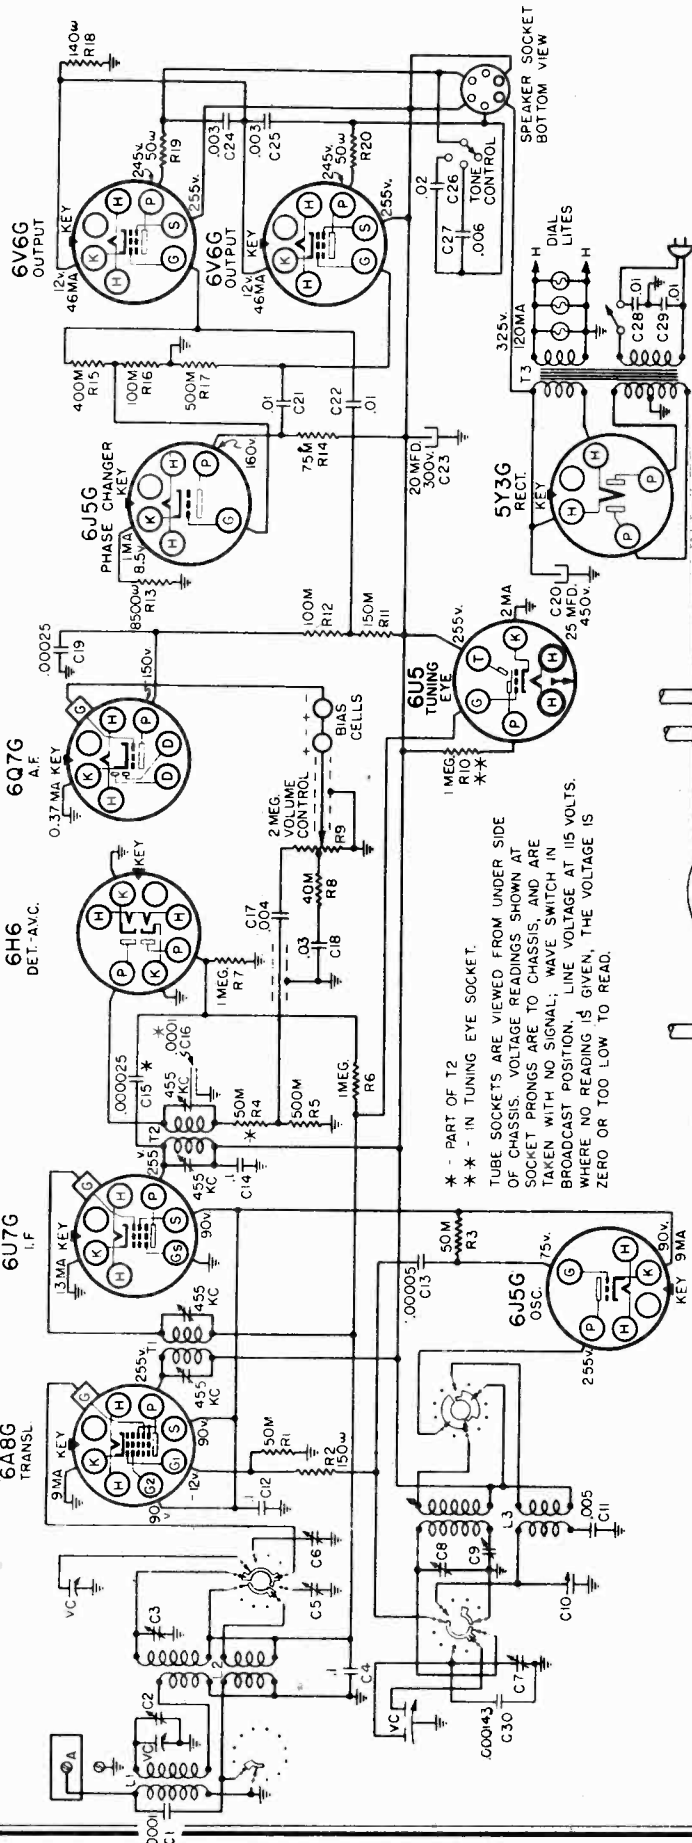 6A8G
TRANSL.
9MA KEY
K
H
P
S
G
G1
G2
H
255V.
90V.
90V
-12V.
6U7G
I.F
13MA KEY
K
G
H
P
S
GS
H
255V.
90V.
6H6
DET.-A.V.C.
KEY
K
H
H
P
P
K
6Q7G
A.F.
0.37 MA KEY
G
K
H
P
D
D
H
150V.
6J5G
PHASE CHANGER
KEY
1MA
8.5V.
K
H
P
G
H
160V.
6V6G
OUTPUT
KEY
12V.
46MA
K
H
P
S
G
H
245V.
50ω
R19
255V.
6V6G
OUTPUT
KEY
12V.
46MA
K
H
P
S
G
H
245V.
50ω
R20
255V.
140ω
R18
.003
C24
.003
C25
.02
C26
C27
.006
TONE
CONTROL
SPEAKER SOCKET
BOTTOM VIEW
400M
R15
100M
R16
500M
R17
.01
C21
C22
.01
75M
R14
20 MFD.
300V.
C23
8500ω
R13
.00025
C19
100M
R12
150M
R11
BIAS
CELLS
2 MEG.
VOLUME
CONTROL
R9
40M
R8
C17
.004
.03
C18
1 MEG.
R7
1MEG.
R6
.000025
C15 *
.0001
C16
*
455
KC
T2
50M
R4
*
500M
R5
455
KC
.1
C14
T1
455
KC
455
KC
50M
R1
R2
150ω
.1
C12
VC
C3
C6
C5
L2
.1
C4
A
C2
VC
L1
.0001
C1
VC
.000143
C30
C7
C8
C9
L3
C10
.005
C11
.00005
C13
50M
R3
6J5G
OSC.
75V.
G
P
H
H
K
KEY
255V.
90V.
9MA
6U5
TUNING
EYE
255V.
2MA
T
G
K
P
H
H
1 MEG.
R10
**
5Y3G
RECT.
KEY
H
H
P
P
C20
25 MFD.
450V.
T3
325V.
120MA
H
H
DIAL
LITES
C28
.01
C29
.01
* - PART OF T2
** - IN TUNING EYE SOCKET.
TUBE SOCKETS ARE VIEWED FROM UNDER SIDE
OF CHASSIS. VOLTAGE READINGS SHOWN AT
SOCKET PRONGS ARE TO CHASSIS, AND ARE
TAKEN WITH NO SIGNAL; WAVE SWITCH IN
BROADCAST POSITION. LINE VOLTAGE AT 115 VOLTS.
WHERE NO READING IS GIVEN, THE VOLTAGE IS
ZERO OR TOO LOW TO READ.